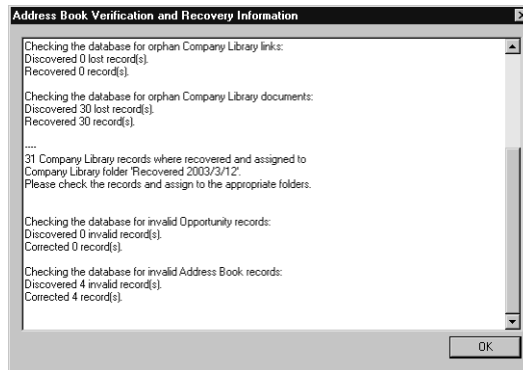 Address Book Verification and Recovery Information
Checking the database for orphan Company Library links:
Discovered 0 lost record(s).
Recovered 0 record(s).
Checking the database for orphan Company Library documents:
Discovered 30 lost record(s).
Recovered 30 record(s).
....
31 Company Library records where recovered and assigned to
Company Library folder 'Recovered 2003/3/12'.
Please check the records and assign to the appropriate folders.
Checking the database for invalid Opportunity records:
Discovered 0 invalid record(s).
Corrected 0 record(s).
Checking the database for invalid Address Book records:
Discovered 4 invalid record(s).
Corrected 4 record(s).
OK